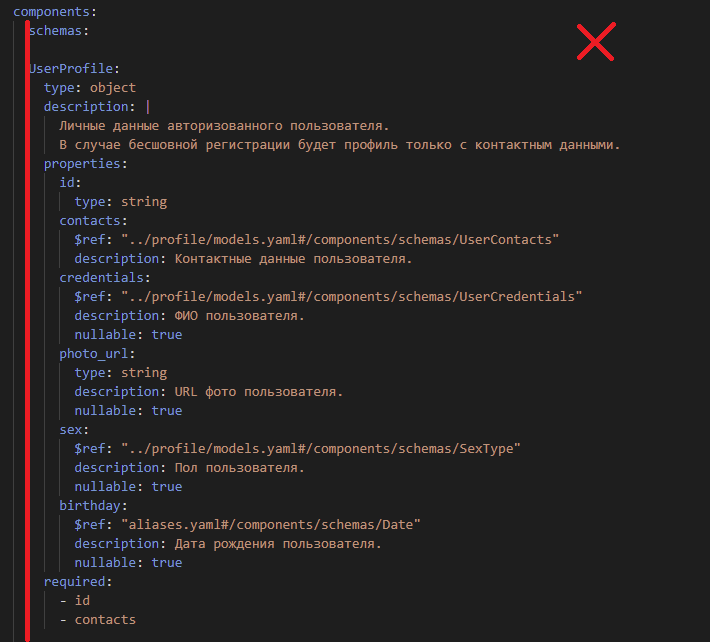 components:
  schemas:

  UserProfile:
    type: object
    description: |
      Личные данные авторизованного пользователя.
      В случае бесшовной регистрации будет профиль только с контактным данными.
    properties:
      id:
        type: string
      contacts:
        $ref: "../profile/models.yaml#/components/schemas/UserContacts"
        description: Контактные данные пользователя.
      credentials:
        $ref: "../profile/models.yaml#/components/schemas/UserCredentials"
        description: ФИО пользователя.
        nullable: true
      photo_url:
        type: string
        description: URL фото пользователя.
        nullable: true
      sex:
        $ref: "../profile/models.yaml#/components/schemas/SexType"
        description: Пол пользователя.
        nullable: true
      birthday:
        $ref: "aliases.yaml#/components/schemas/Date"
        description: Дата рождения пользователя.
        nullable: true
    required:
      - id
      - contacts